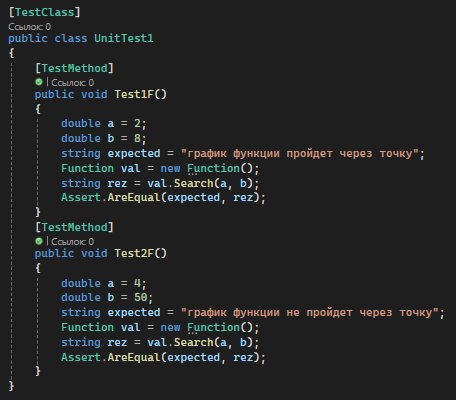 [TestClass]
Ссылок: 0
public class UnitTest1
{
[TestMethod]
| Ссылок: 0
public void Test1F()
{
double a = 2;
double b = 8;
string expected = "график функции пройдет через точку";
Function val = new Function();
string rez = val.Search(a, b);
Assert.AreEqual(expected, rez);
}
[TestMethod]
| Ссылок: 0
public void Test2F()
{
double a = 4;
double b = 50;
string expected = "график функции не пройдет через точку";
Function val = new Function();
string rez = val.Search(a, b);
Assert.AreEqual(expected, rez);
}
}